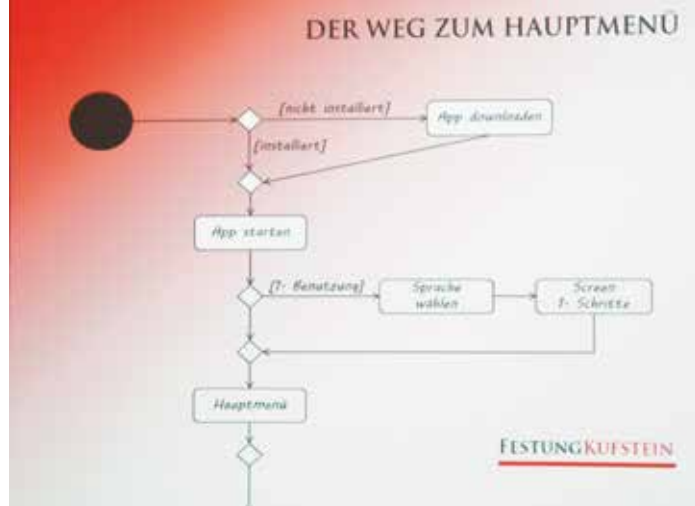 DER WEG ZUM HAUPTMENÜ
[nicht installiert]
App downloaden
[installiert]
App starten
[1. Benutzung]
Sprache
wählen
Screen
1. Schritte
Hauptmenü
FESTUNGKUFSTEIN